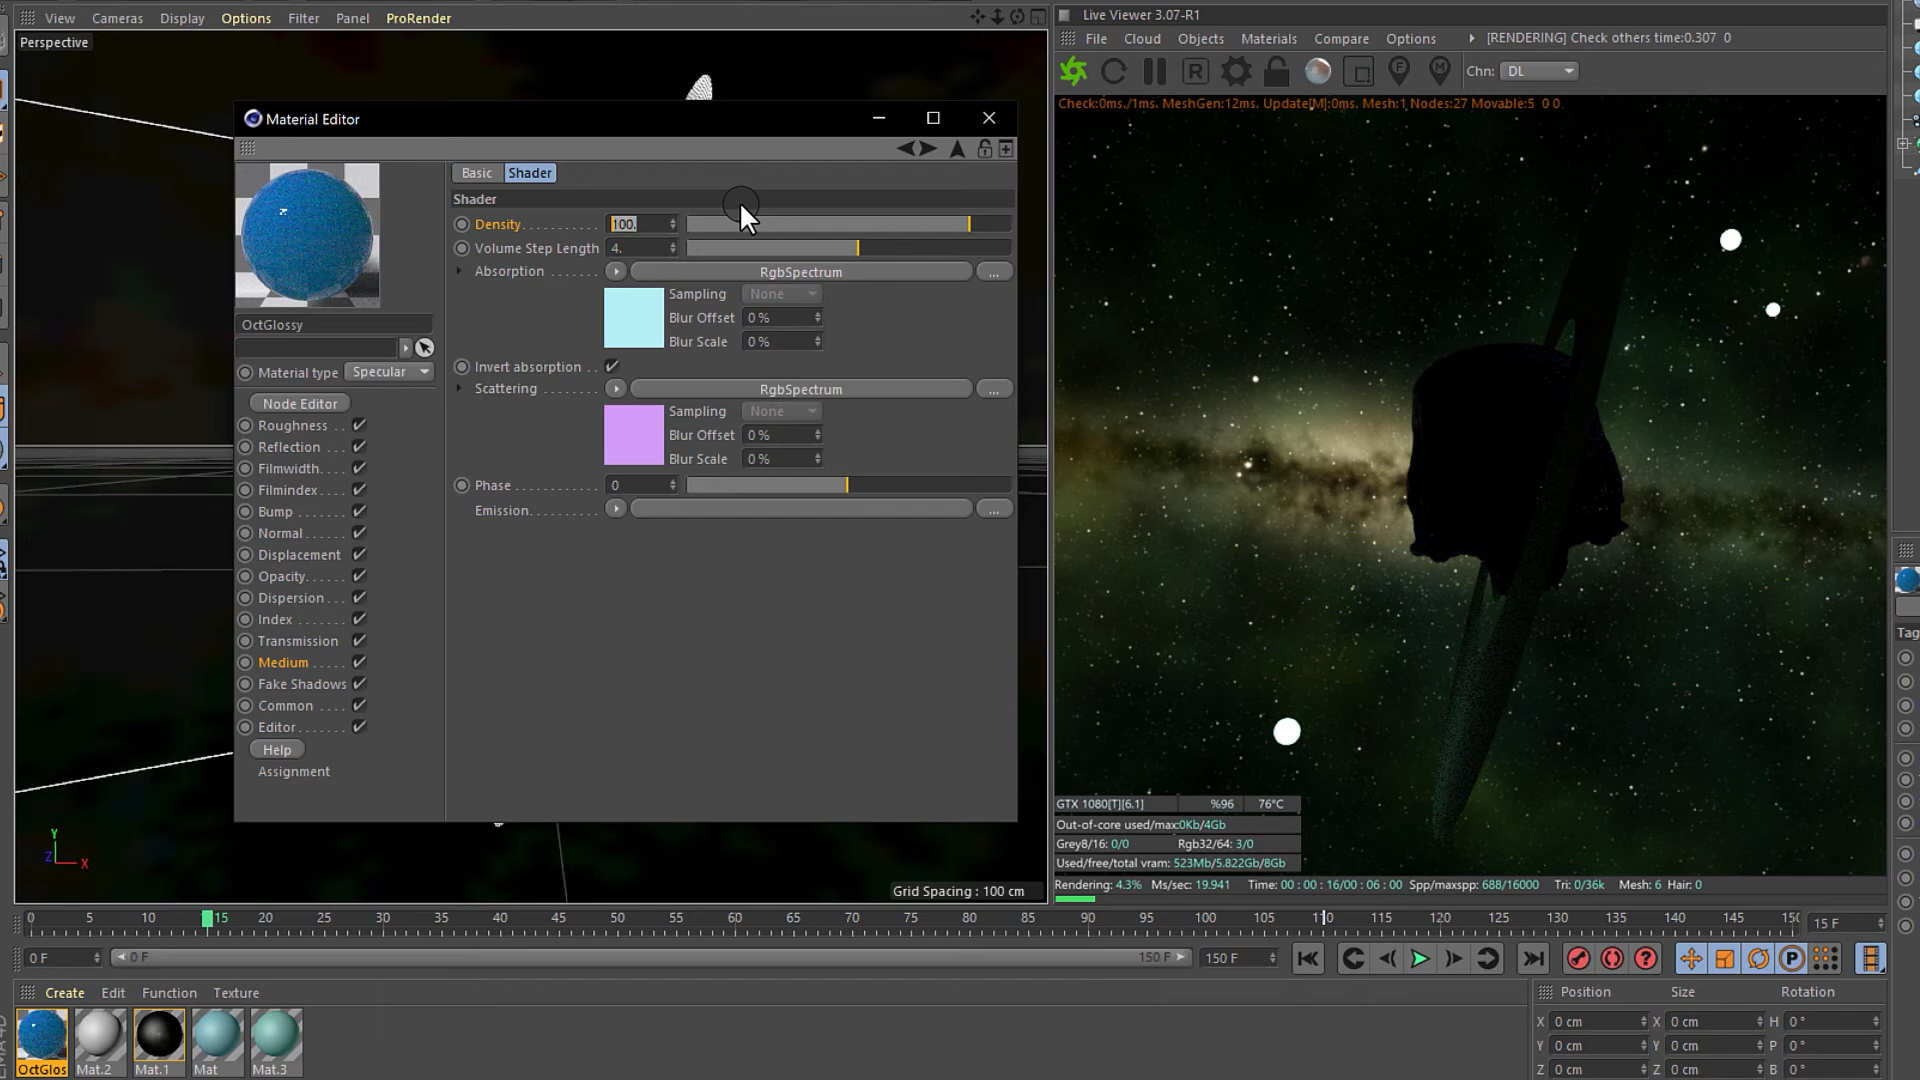 View Cameras Display Options Filter Panel ProRender
Perspective
Material Editor
Basic Shader
Shader
Density 100.
Volume Step Length 4.
Absorption RgbSpectrum ...
Sampling None
Blur Offset 0 %
Blur Scale 0 %
Invert absorption
Scattering RgbSpectrum ...
Sampling None
Blur Offset 0 %
Blur Scale 0 %
Phase 0
Emission ...
OctGlossy
Material type Specular
Node Editor
Roughness
Reflection
Filmwidth
Filmindex
Bump
Normal
Displacement
Opacity
Dispersion
Index
Transmission
Medium
Fake Shadows
Common
Editor
Help
Assignment
Y
Z X
Grid Spacing : 100 cm
Live Viewer 3.07-R1
File Cloud Objects Materials Compare Options [RENDERING] Check others time:0.307 0
R Chn: DL
Check:0ms./1ms. MeshGen:12ms. Update[M]:0ms. Mesh:1 Nodes:27 Movable:5 0 0
GTX 1080[T][6.1] %96 76°C
Out-of-core used/max:0Kb/4Gb
Grey8/16: 0/0 Rgb32/64: 3/0
Used/free/total vram: 523Mb/5.822Gb/8Gb
Rendering: 4.3% Ms/sec: 19.941 Time: 00 : 00 : 16/00 : 06 : 00 Spp/maxspp: 688/16000 Tri: 0/36k Mesh: 6 Hair: 0
Tag
0 5 10 15 20 25 30 35 40 45 50 55 60 65 70 75 80 85 90 95 100 105 110 115 120 125 130 135 140 145 150 15 F
0 F 0 F 150 F 150 F
Create Edit Function Texture
OctGlos Mat.2 Mat.1 Mat Mat.3
Position Size Rotation
X 0 cm X 0 cm H 0 °
Y 0 cm Y 0 cm P 0 °
Z 0 cm Z 0 cm B 0 °